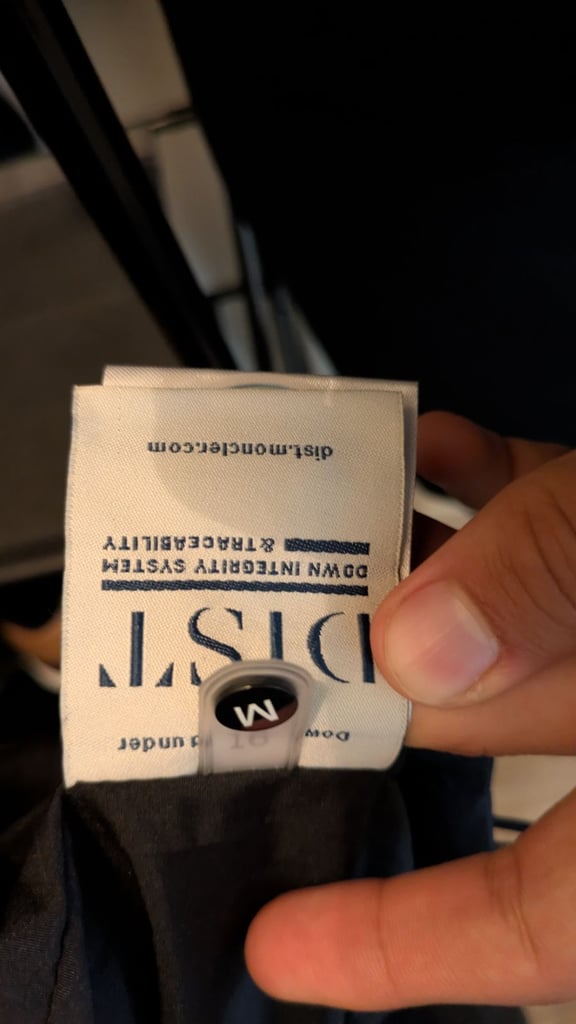 under
M
DIST
DOWN INTEGRITY SYSTEM
& TRACEABILITY
dist.moncler.com